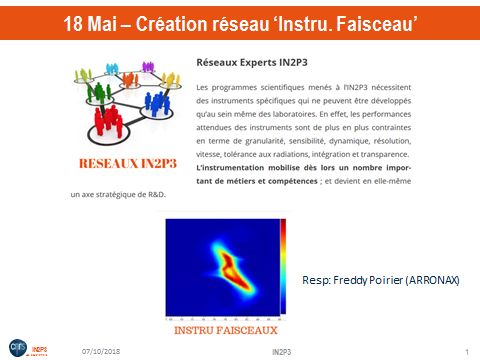 18 Mai – Création réseau ‘Instru. Faisceau’
Réseaux Experts IN2P3
Les programmes scientifiques menés à l’IN2P3 nécessitent
des instruments spécifiques qui ne peuvent être développés
qu’au sein même des laboratoires. En effet, les performances
attendues des instruments sont de plus en plus contraintes
en terme de granularité, sensibilité, dynamique, résolution,
vitesse, tolérance aux radiations, intégration et transparence.
L’instrumentation mobilise dès lors un nombre impor-
tant de métiers et compétences ; et devient en elle-même
un axe stratégique de R&D.
RESEAUX IN2P3
Resp: Freddy Poirier (ARRONAX)
INSTRU FAISCEAUX
cnrs
IN2P3
07/10/2018
IN2P3
1